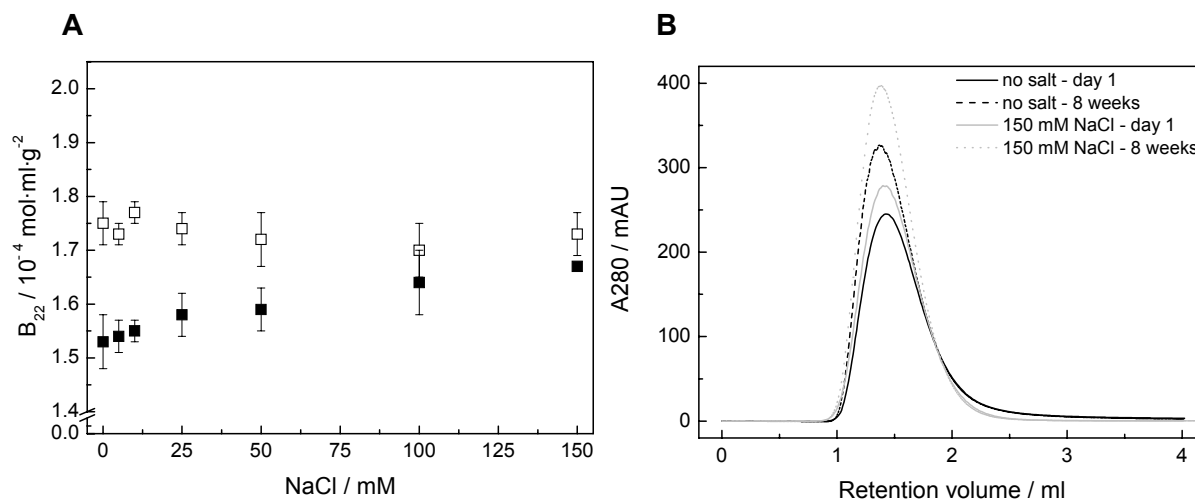 A
2.0
1.9
1.8
1.7
1.6
1.5
1.4
0.0
B22 / 10-4 mol·ml·g-2
0 25 50 75 100 125 150
NaCl / mM
B
400
300
200
100
0
A280 / mAU
no salt - day 1
no salt - 8 weeks
150 mM NaCl - day 1
150 mM NaCl - 8 weeks
0 1 2 3 4
Retention volume / ml